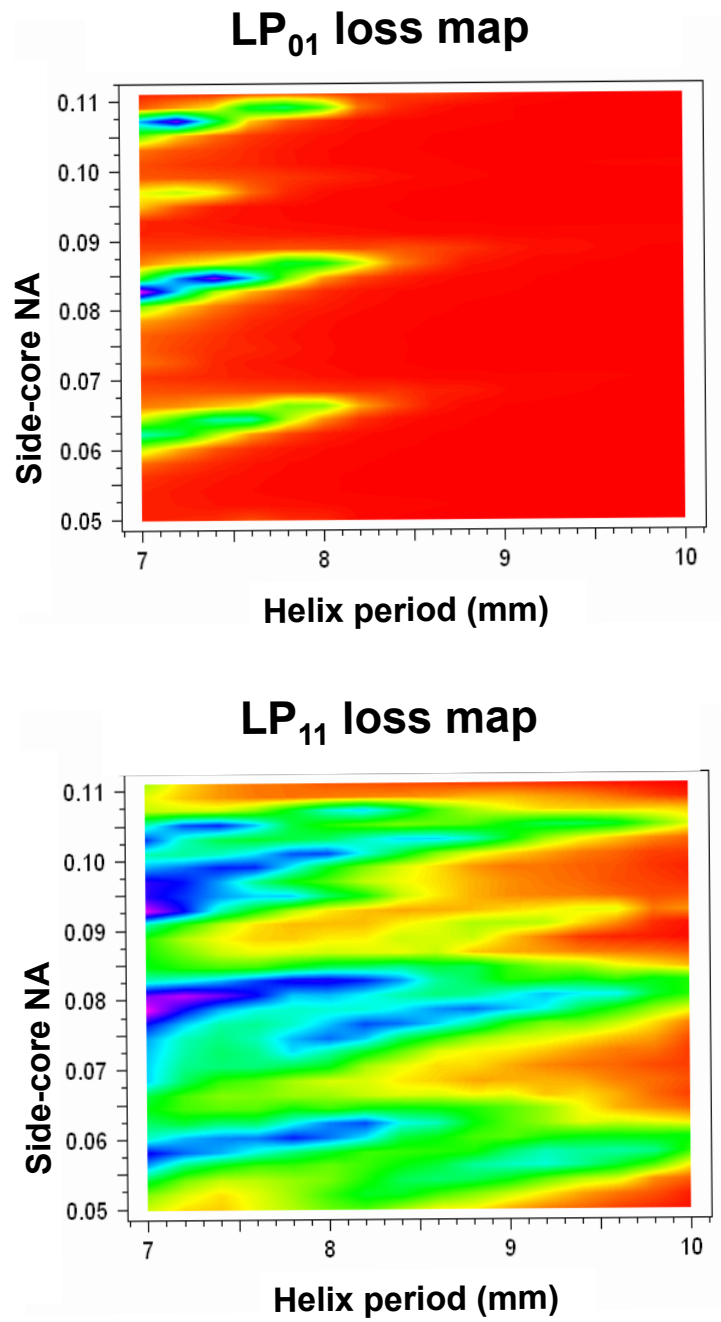 LP₀₁ loss map
0.11
0.10
0.09
0.08
0.07
0.06
0.05
Side-core NA
7 8 9 10
Helix period (mm)
LP₁₁ loss map
0.11
0.10
0.09
0.08
0.07
0.06
0.05
Side-core NA
7 8 9 10
Helix period (mm)